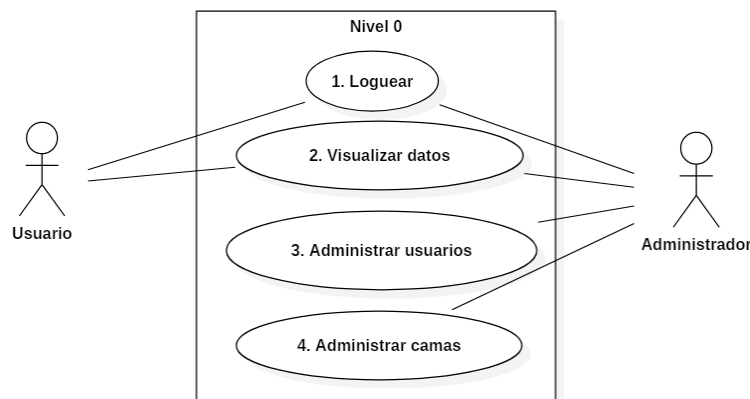 Nivel 0
1. Loguear
2. Visualizar datos
Usuario
3. Administrar usuarios
Administrador
4. Administrar camas